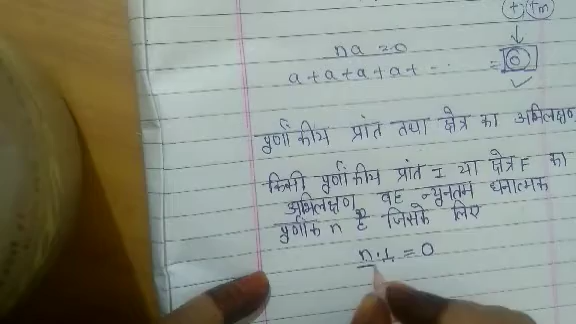 na = 0
a + a + a + a + - - .
= 0
पूर्णांकीय प्रांत तथा क्षेत्र का अभिलक्षण
किसी पूर्णांकीय प्रांत I या क्षेत्र F का
अभिलक्षण वह न्यूनतम धनात्मक
पूर्णांक n है जिसके लिए
n.1 = 0